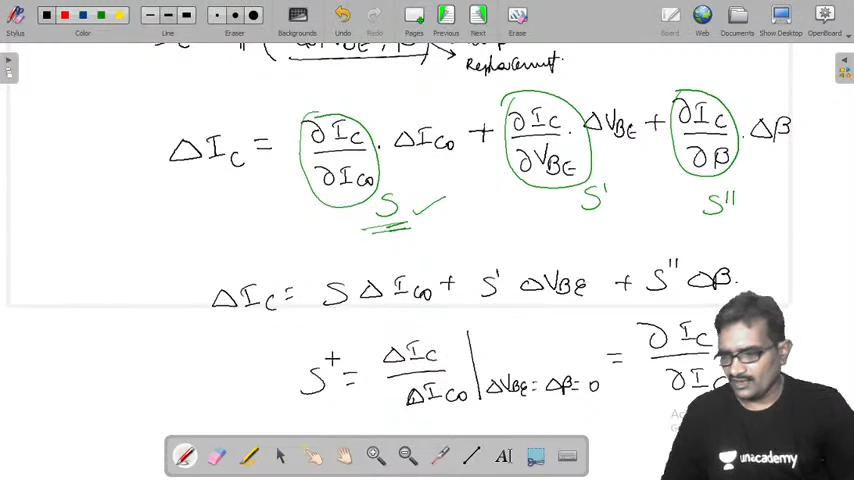 Stylus Color Line Eraser Backgrounds Undo Redo Pages Previous Next Erase Board Web Documents Show Desktop OpenBoard
Replacement.
ΔI_C = ∂I_C/∂I_CO · ΔI_CO + ∂I_C/∂V_BE · ΔV_BE + ∂I_C/∂β · Δβ
S ✓ S' S''
ΔI_C = S ΔI_CO + S' ΔV_BE + S'' Δβ.
S = ΔI_C/ΔI_CO | ΔV_BE = Δβ = 0 = ∂I_C
unacademy